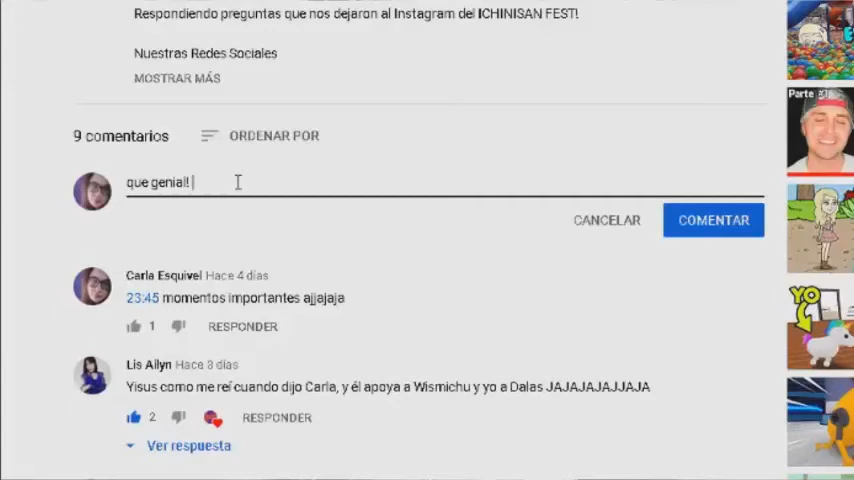 Respondiendo preguntas que nos dejaron al Instagram del ICHINISAN FEST!
Nuestras Redes Sociales
MOSTRAR MÁS
9 comentarios
ORDENAR POR
que genial!
CANCELAR
COMENTAR
Carla Esquivel Hace 4 días
23:45 momentos importantes ajjajaja
1
RESPONDER
Lis Ailyn Hace 3 días
Yisus como me reí cuando dijo Carla, y él apoya a Wismichu y yo a Dalas JAJAJAJAJJAJA
2
RESPONDER
Ver respuesta
Parte #1
YO